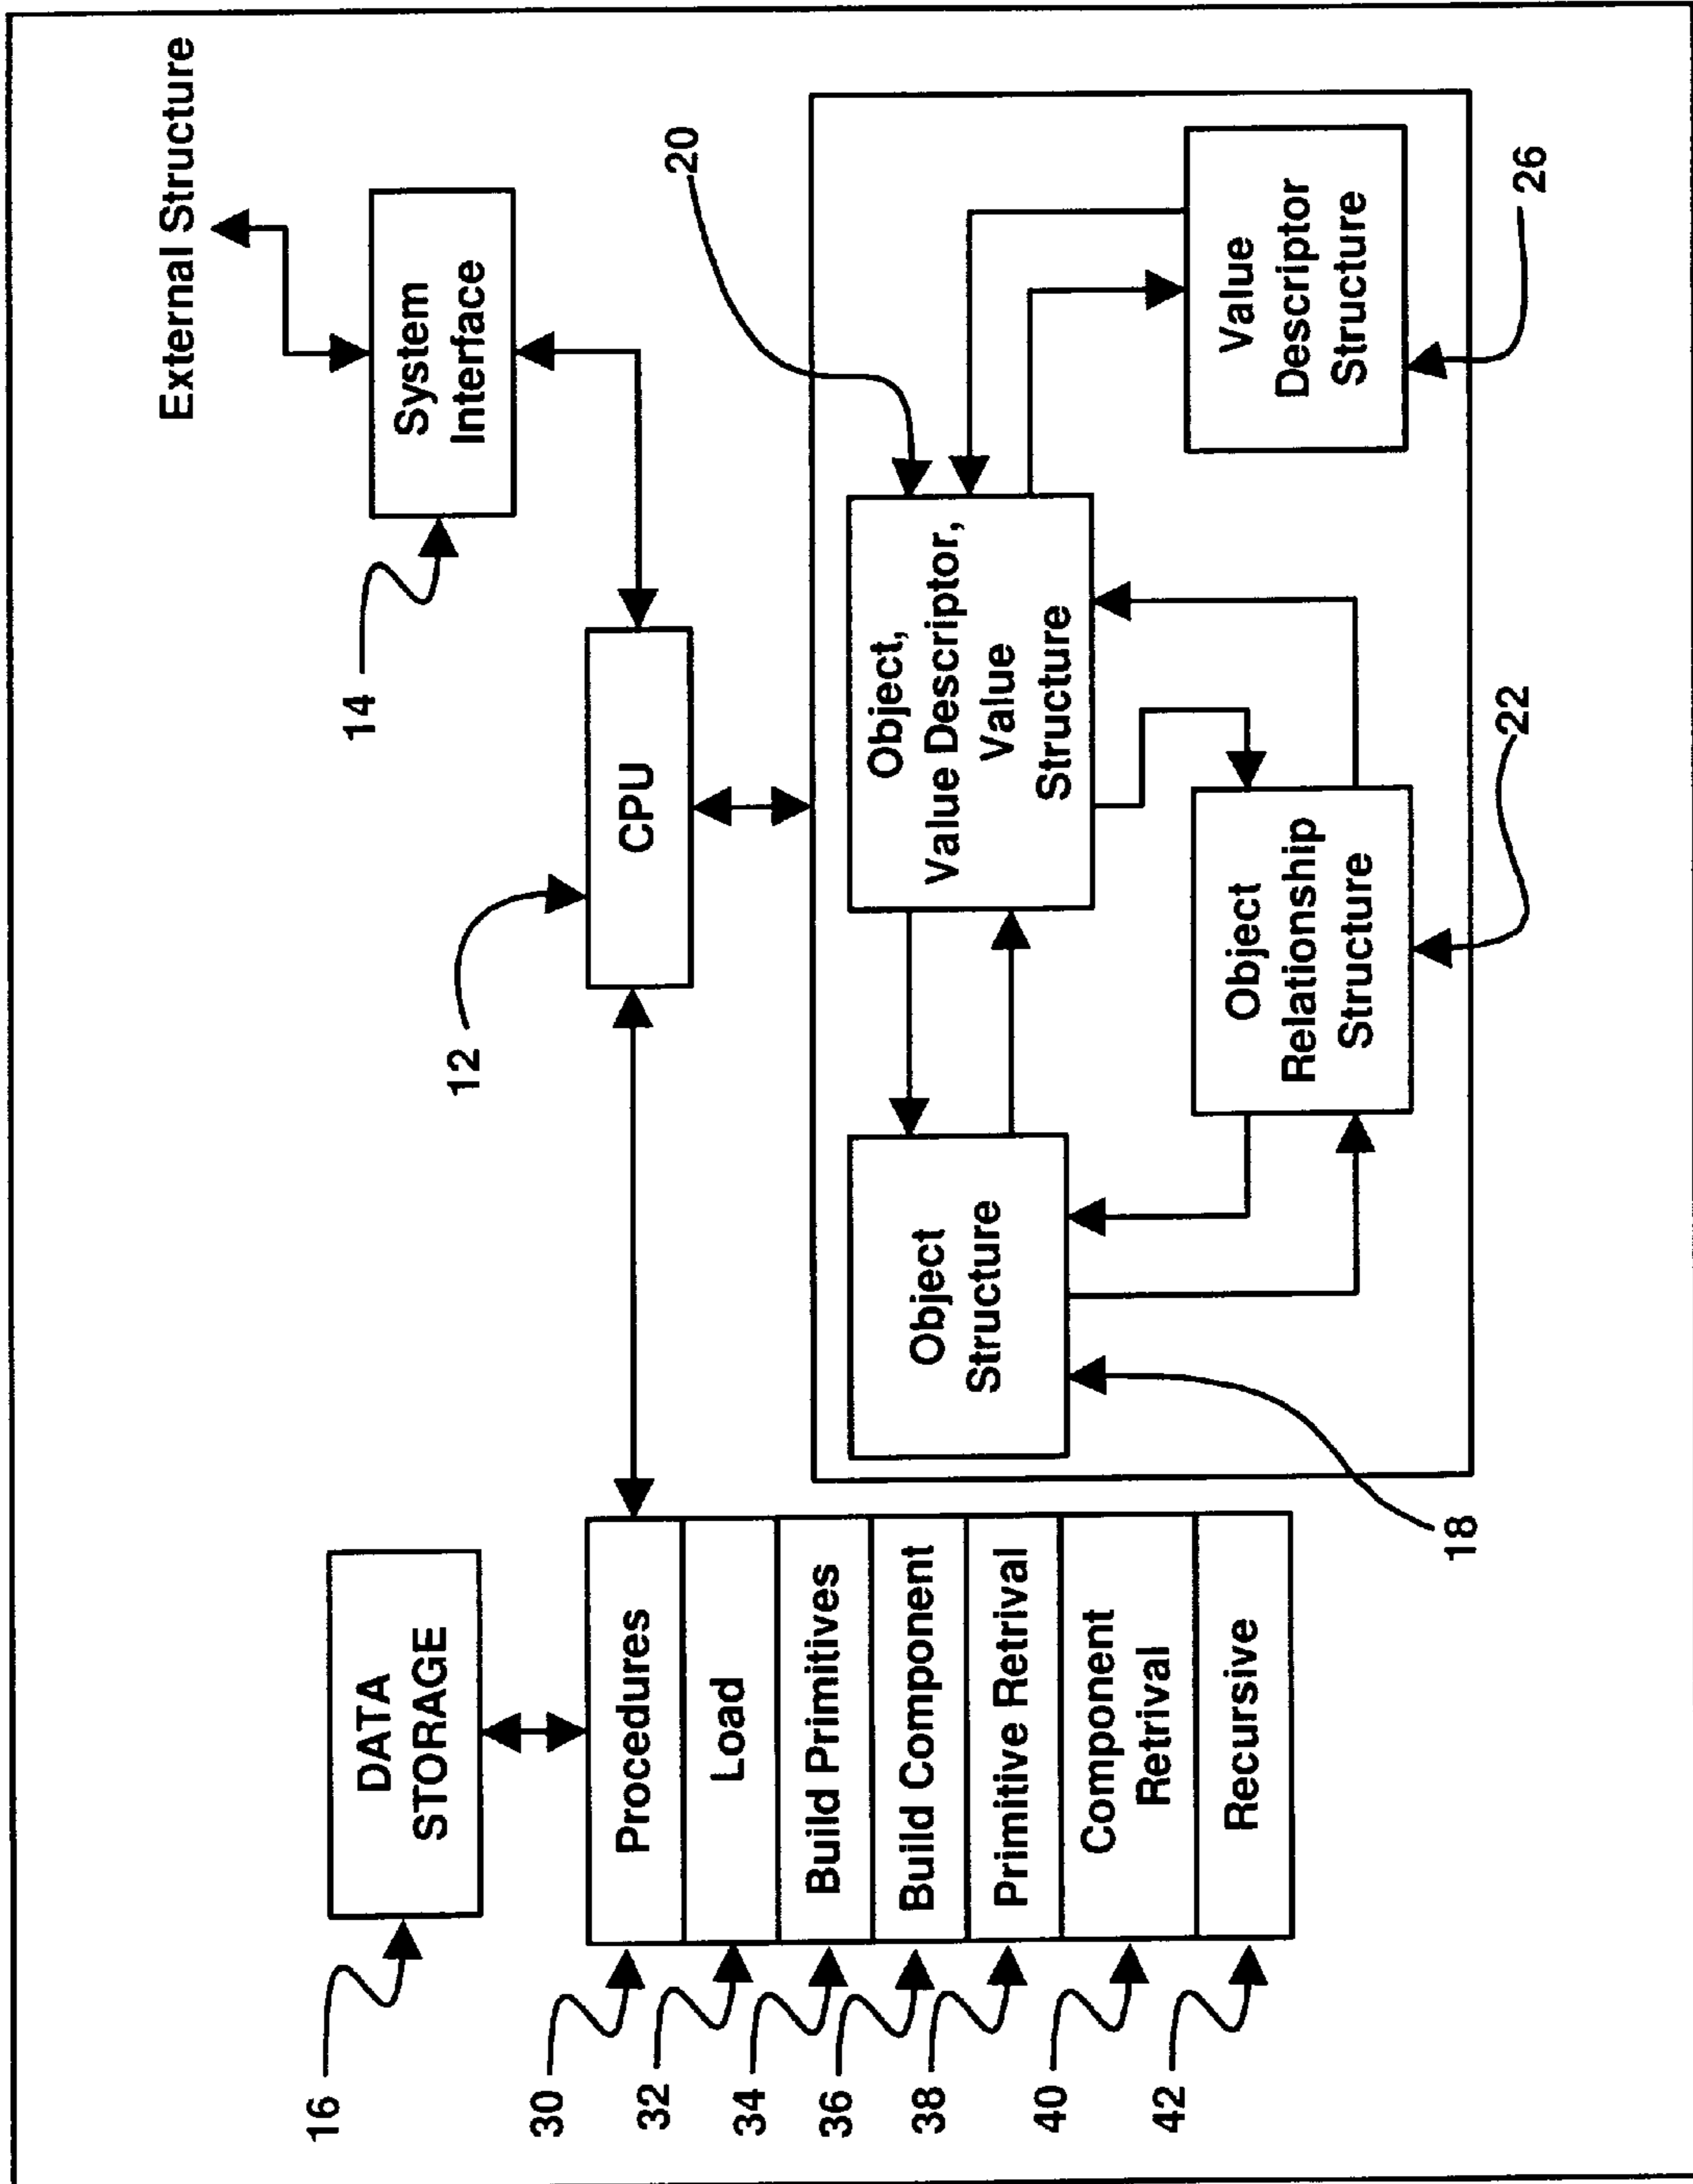 External Structure
System
Interface
14
DATA
STORAGE
16
CPU
12
Procedures
30
Load
32
Build Primitives
34
Build Component
36
Primitive Retrival
38
Component
Retrival
40
Recursive
42
20
Object
Structure
18
Object,
Value Descriptor,
Value
Structure
Object
Relationship
Structure
22
Value
Descriptor
Structure
26